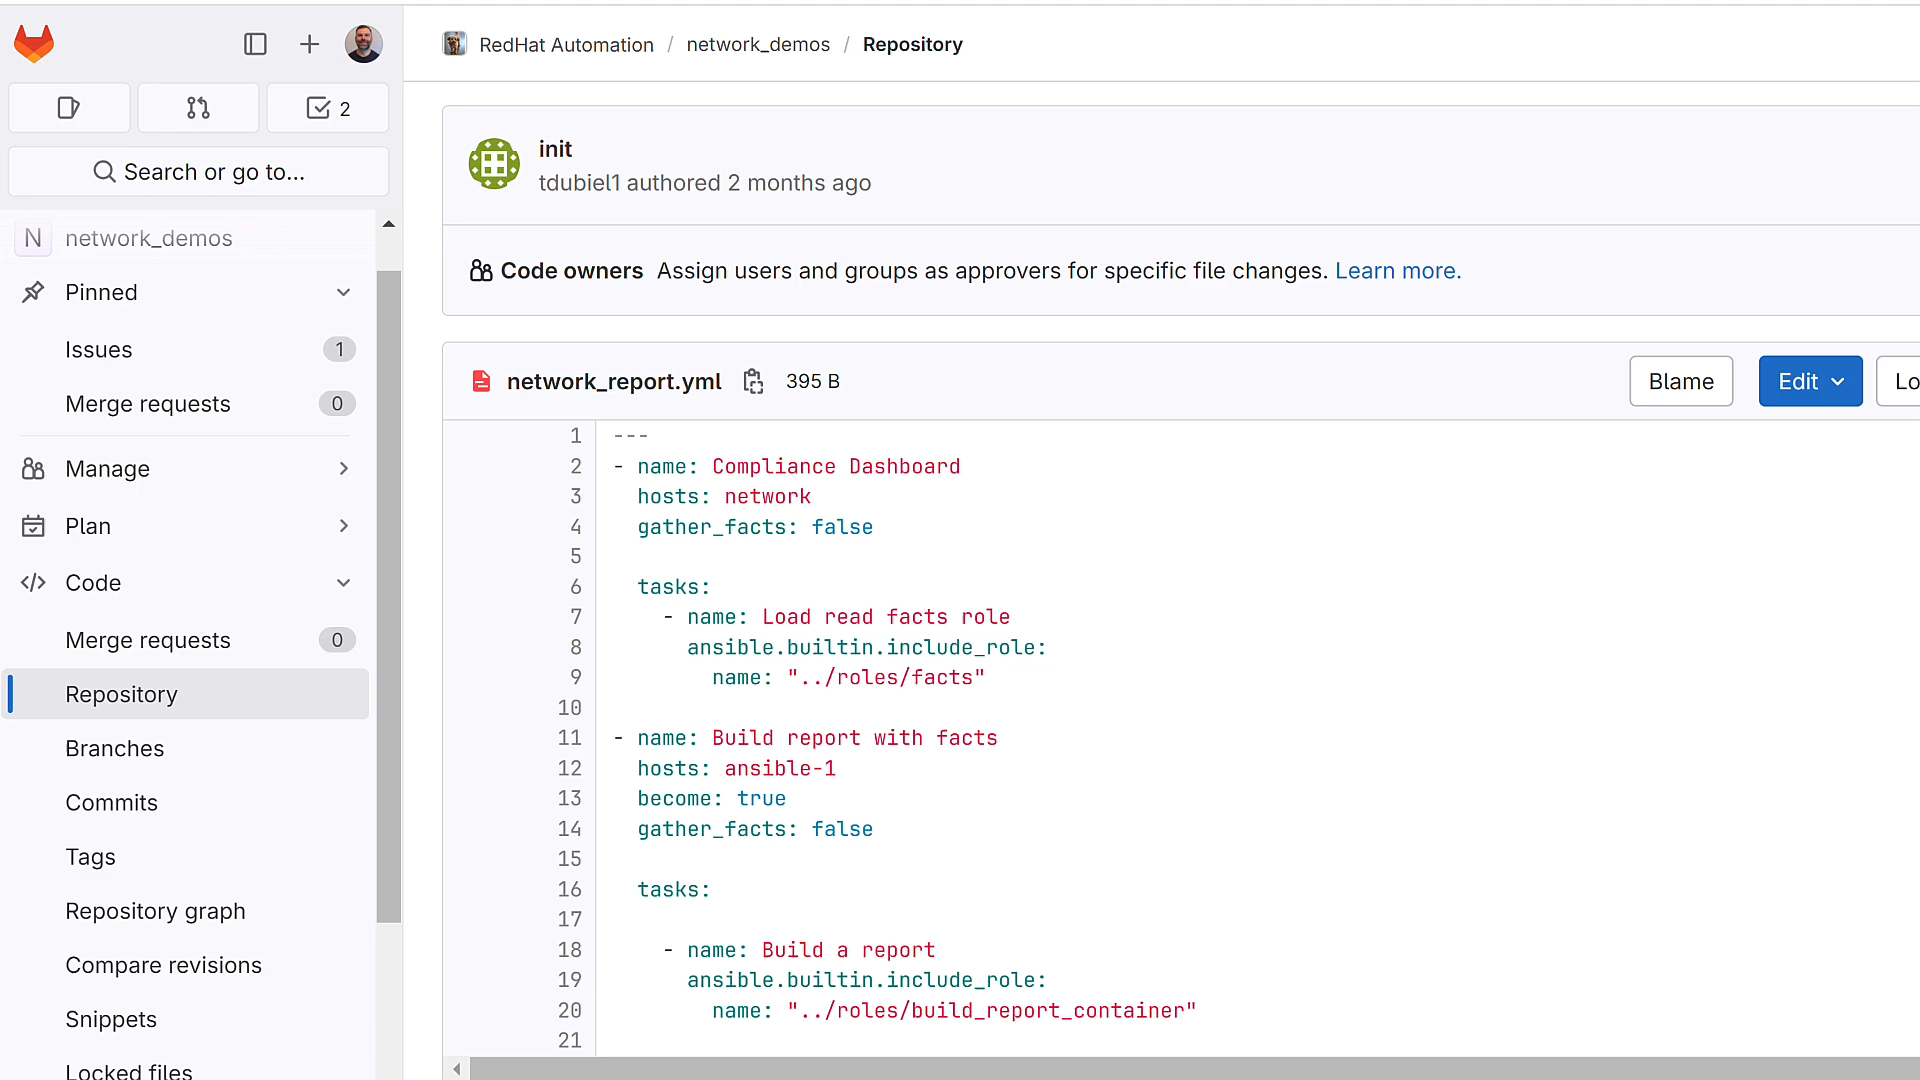 2
Search or go to...
N network_demos
Pinned
Issues 1
Merge requests 0
Manage
Plan
Code
Merge requests 0
Repository
Branches
Commits
Tags
Repository graph
Compare revisions
Snippets
Locked files
RedHat Automation / network_demos / Repository
init
tdubiel1 authored 2 months ago
Code owners Assign users and groups as approvers for specific file changes. Learn more.
network_report.yml 395 B Blame Edit Lo
1 ---
2 - name: Compliance Dashboard
3 hosts: network
4 gather_facts: false
5
6 tasks:
7 - name: Load read facts role
8 ansible.builtin.include_role:
9 name: "../roles/facts"
10
11 - name: Build report with facts
12 hosts: ansible-1
13 become: true
14 gather_facts: false
15
16 tasks:
17
18 - name: Build a report
19 ansible.builtin.include_role:
20 name: "../roles/build_report_container"
21